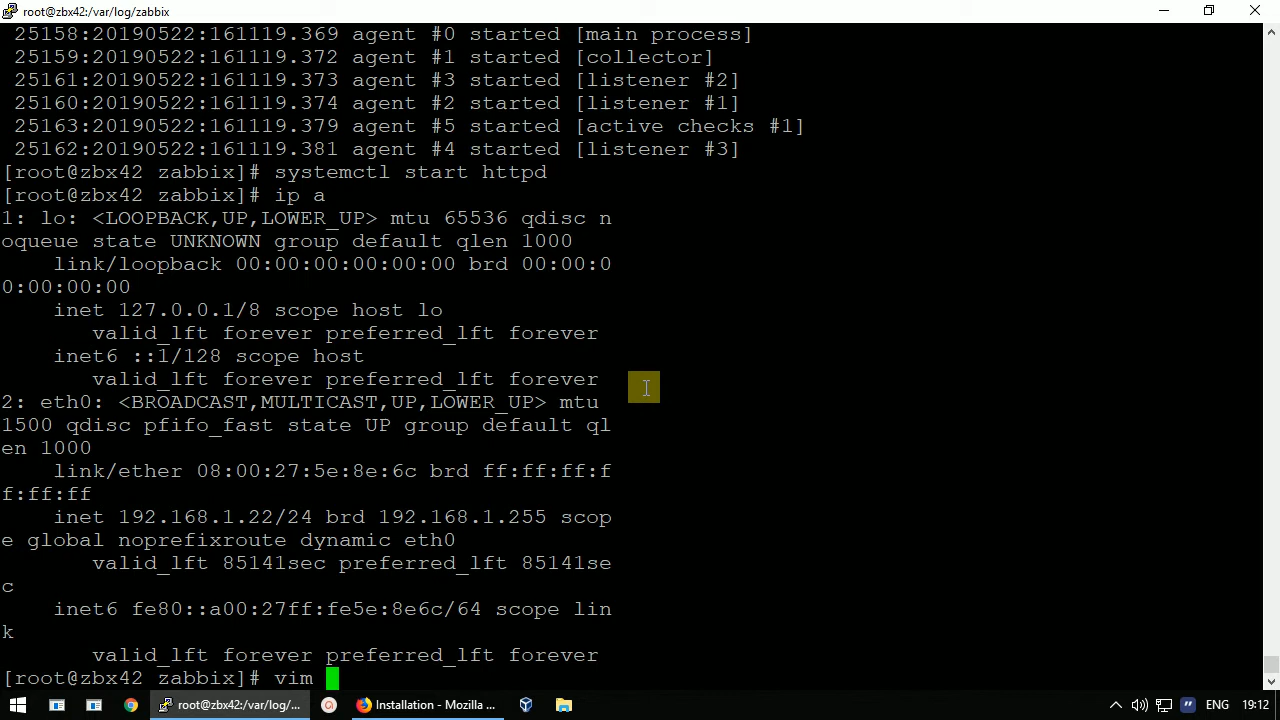 root@zbx42:/var/log/zabbix
25158:20190522:161119.369 agent #0 started [main process]
25159:20190522:161119.372 agent #1 started [collector]
25161:20190522:161119.373 agent #3 started [listener #2]
25160:20190522:161119.374 agent #2 started [listener #1]
25163:20190522:161119.379 agent #5 started [active checks #1]
25162:20190522:161119.381 agent #4 started [listener #3]
[root@zbx42 zabbix]# systemctl start httpd
[root@zbx42 zabbix]# ip a
1: lo: <LOOPBACK,UP,LOWER_UP> mtu 65536 qdisc n
oqueue state UNKNOWN group default qlen 1000
link/loopback 00:00:00:00:00:00 brd 00:00:0
0:00:00:00
inet 127.0.0.1/8 scope host lo
valid_lft forever preferred_lft forever
inet6 ::1/128 scope host
valid_lft forever preferred_lft forever
2: eth0: <BROADCAST,MULTICAST,UP,LOWER_UP> mtu
1500 qdisc pfifo_fast state UP group default ql
en 1000
link/ether 08:00:27:5e:8e:6c brd ff:ff:ff:f
f:ff:ff
inet 192.168.1.22/24 brd 192.168.1.255 scop
e global noprefixroute dynamic eth0
valid_lft 85141sec preferred_lft 85141se
c
inet6 fe80::a00:27ff:fe5e:8e6c/64 scope lin
k
valid_lft forever preferred_lft forever
[root@zbx42 zabbix]# vim
root@zbx42:/var/log/... Installation - Mozilla ... ENG 19:12